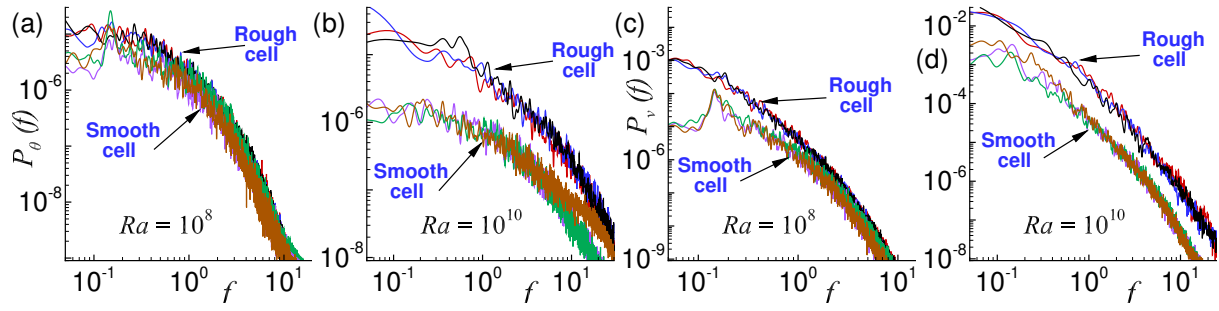 (a)
P_θ (f)
10^-6
10^-8
Rough
cell
Smooth
cell
Ra = 10^8
10^-1 10^0 10^1
f
(b)
10^-6
10^-8
Rough
cell
Smooth
cell
Ra = 10^10
10^-1 10^0 10^1
f
(c)
P_v (f)
10^-3
10^-6
10^-9
Rough
cell
Smooth
cell
Ra = 10^8
10^-1 10^0 10^1
f
(d)
10^-2
10^-4
10^-6
10^-8
Rough
cell
Smooth
cell
Ra = 10^10
10^-1 10^0 10^1
f